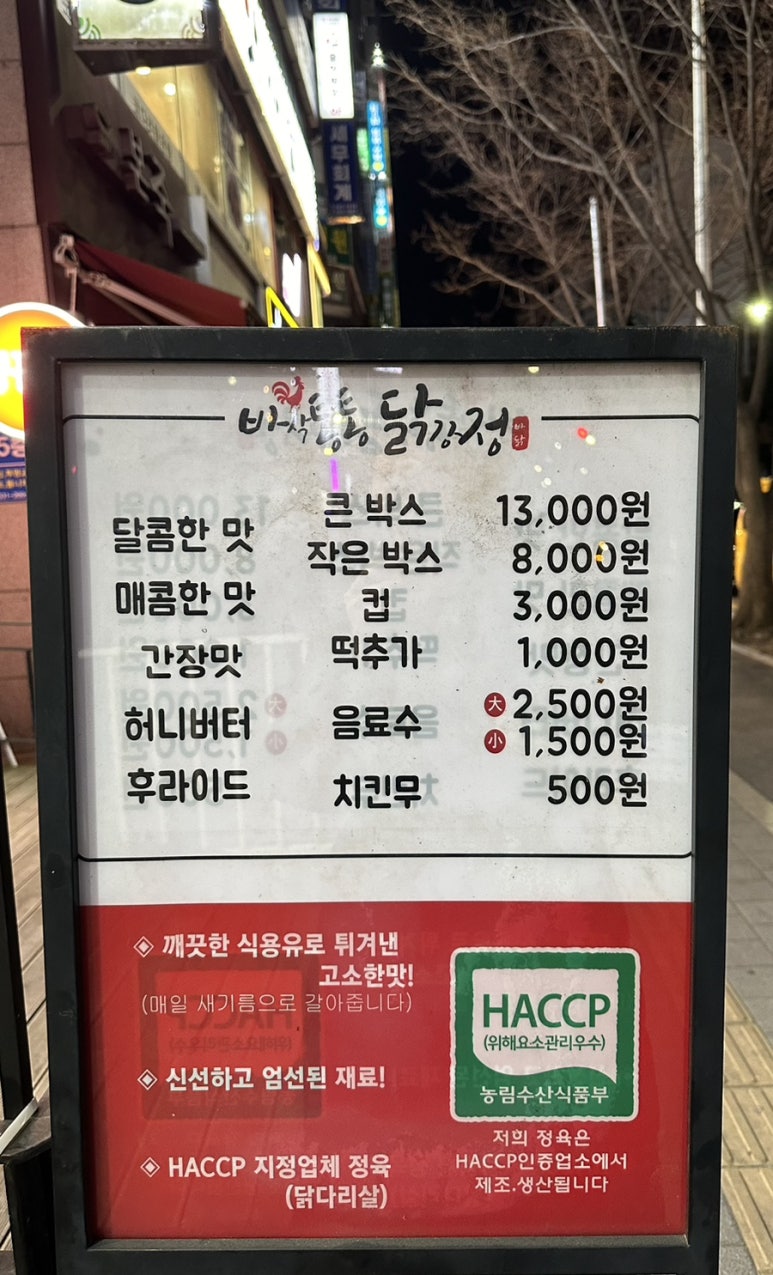 세무회계
바삭통통 닭강정
바닭
달콤한 맛
매콤한 맛
간장맛
허니버터
후라이드
큰 박스 13,000원
작은 박스 8,000원
컵 3,000원
떡추가 1,000원
음료수 大 2,500원
小 1,500원
치킨무 500원
◈ 깨끗한 식용유로 튀겨낸
고소한맛!
(매일 새기름으로 갈아줍니다)
◈ 신선하고 엄선된 재료!
◈ HACCP 지정업체 정육
(닭다리살)
HACCP
(위해요소관리우수)
농림수산식품부
저희 정육은
HACCP인증업소에서
제조.생산됩니다